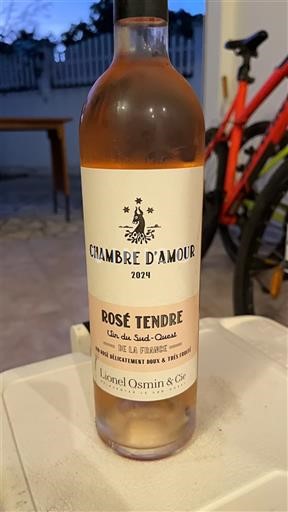 CHAMBRE D'AMOUR
2024
ROSÉ TENDRE
Vin du Sud-Ouest
DE LA FRANCE
VIN ROSÉ DÉLICATEMENT DOUX & TRÈS FRUITÉ
Lionel Osmin & Cie